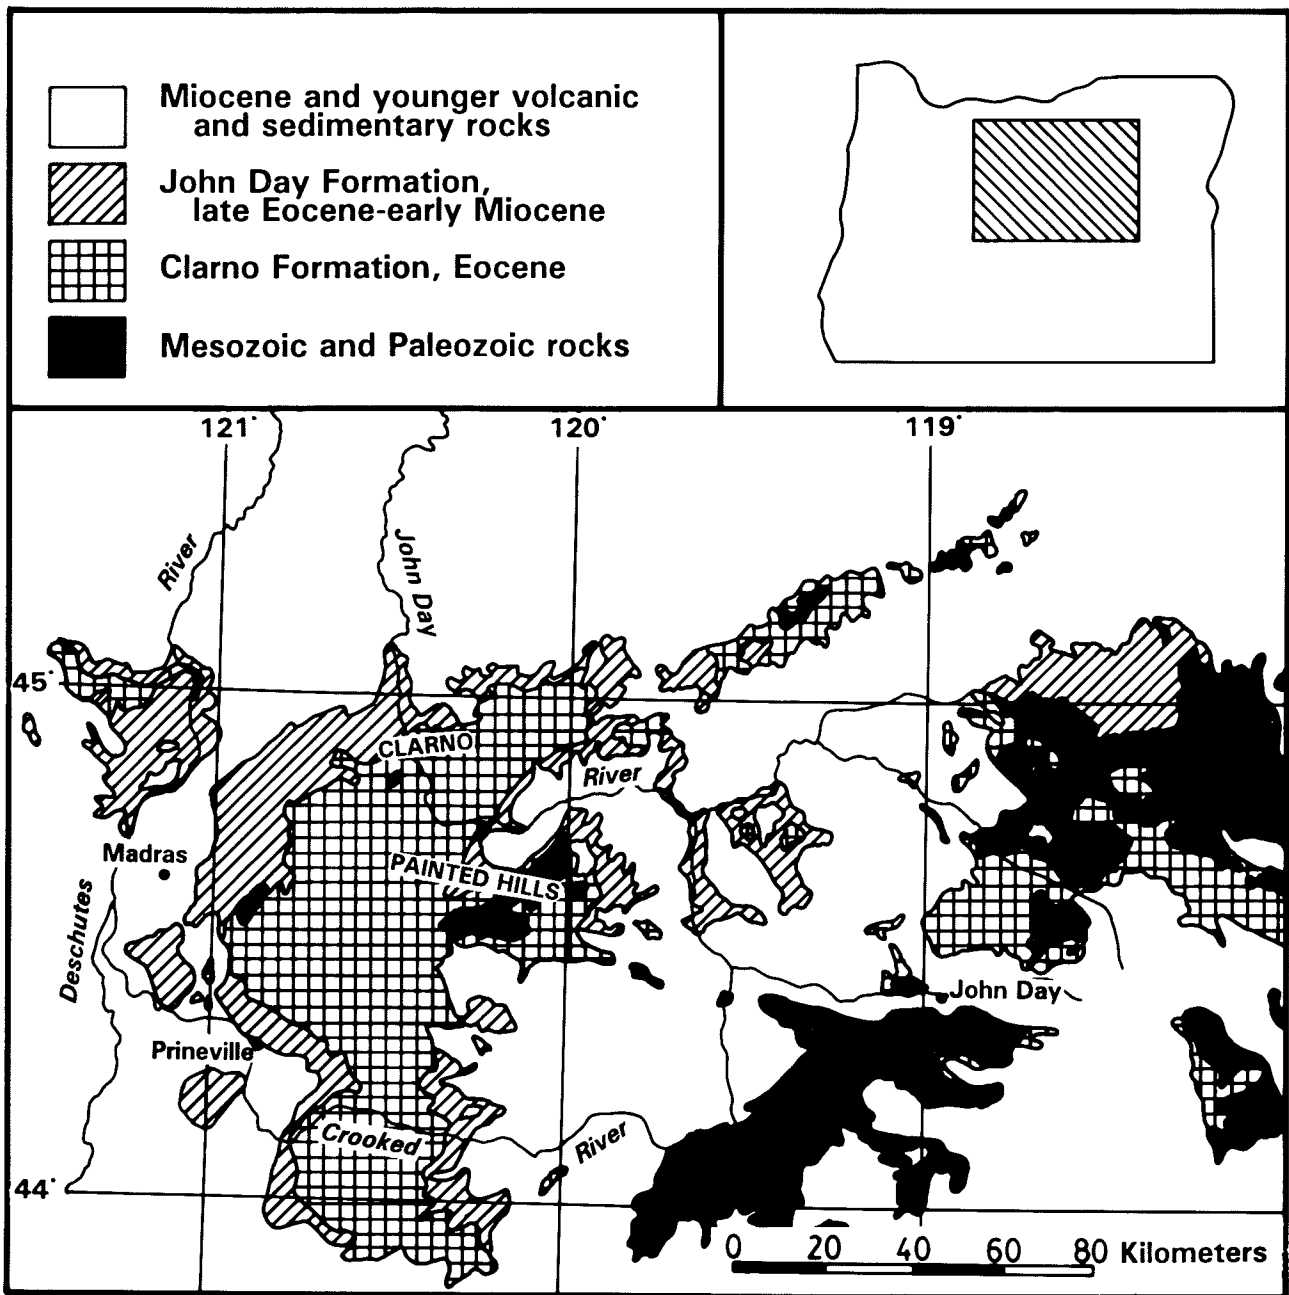 Miocene and younger volcanic
and sedimentary rocks
John Day Formation,
late Eocene-early Miocene
Clarno Formation, Eocene
Mesozoic and Paleozoic rocks
121°
120°
119°
River
John Day
45°
CLARNO
River
Madras
PAINTED HILLS
Deschutes
John Day
Prineville
Crooked
River
44°
0 20 40 60 80 Kilometers